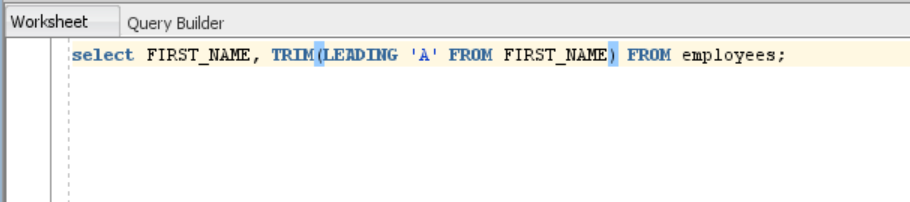 Worksheet Query Builder
select FIRST_NAME, TRIM(LEADING 'A' FROM FIRST_NAME) FROM employees;